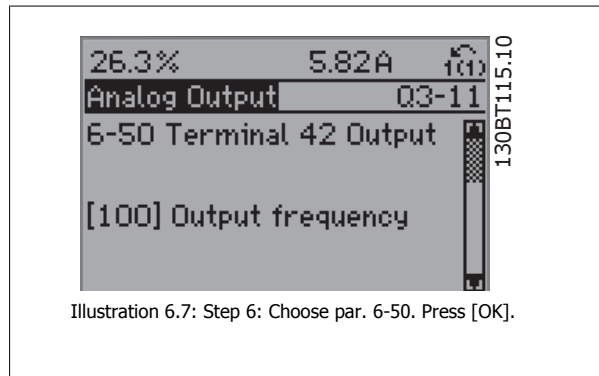 26.3% 5.82A 1(1)
Analog Output Q3-11
6-50 Terminal 42 Output
[100] Output frequency
130BT115.10
Illustration 6.7: Step 6: Choose par. 6-50. Press [OK].